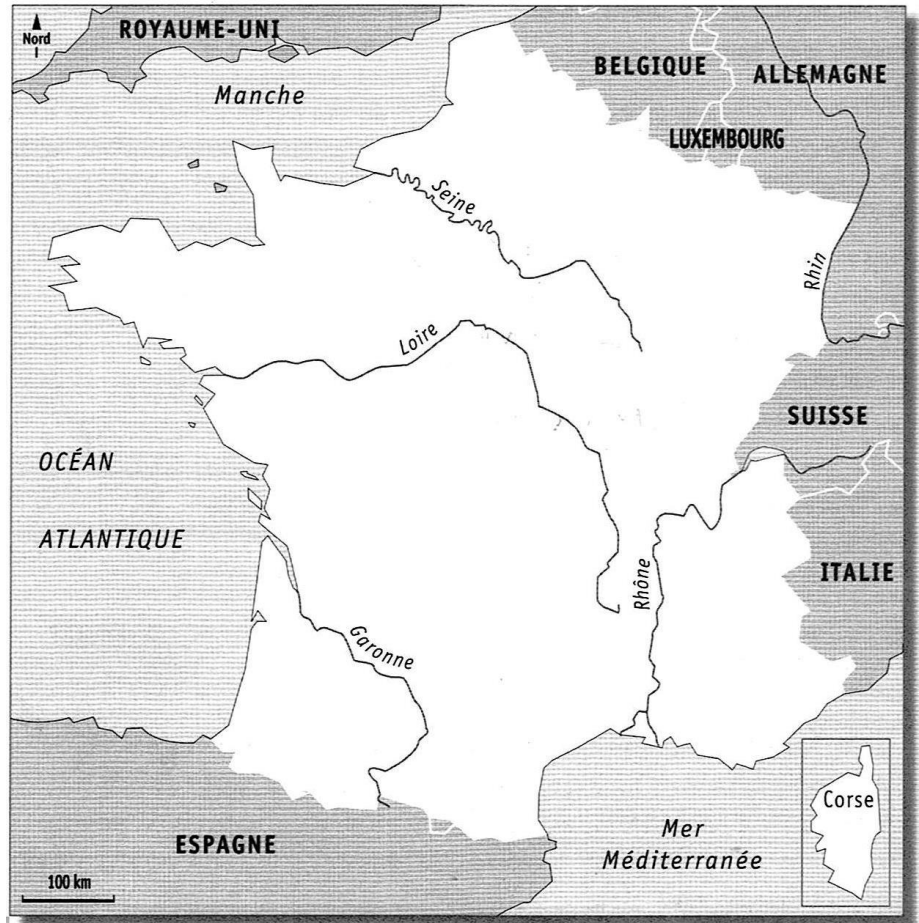 Nord
ROYAUME-UNI
Manche
BELGIQUE
ALLEMAGNE
LUXEMBOURG
Seine
Rhin
Loire
SUISSE
OCÉAN
ATLANTIQUE
ITALIE
Rhône
Garonne
Corse
Mer
Méditerranée
ESPAGNE
100 km